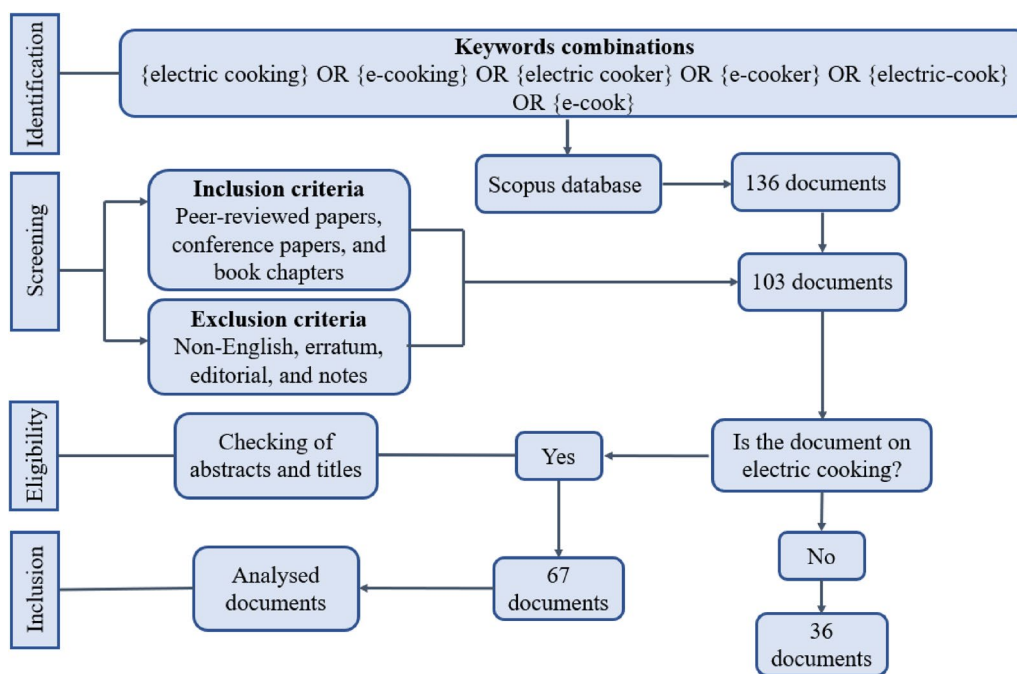 Identification
Keywords combinations
{electric cooking} OR {e-cooking} OR {electric cooker} OR {e-cooker} OR {electric-cook}
OR {e-cook}
Scopus database
136 documents
Screening
Inclusion criteria
Peer-reviewed papers,
conference papers, and
book chapters
103 documents
Exclusion criteria
Non-English, erratum,
editorial, and notes
Eligibility
Checking of
abstracts and titles
Yes
Is the document on
electric cooking?
Inclusion
Analysed
documents
67
documents
No
36
documents